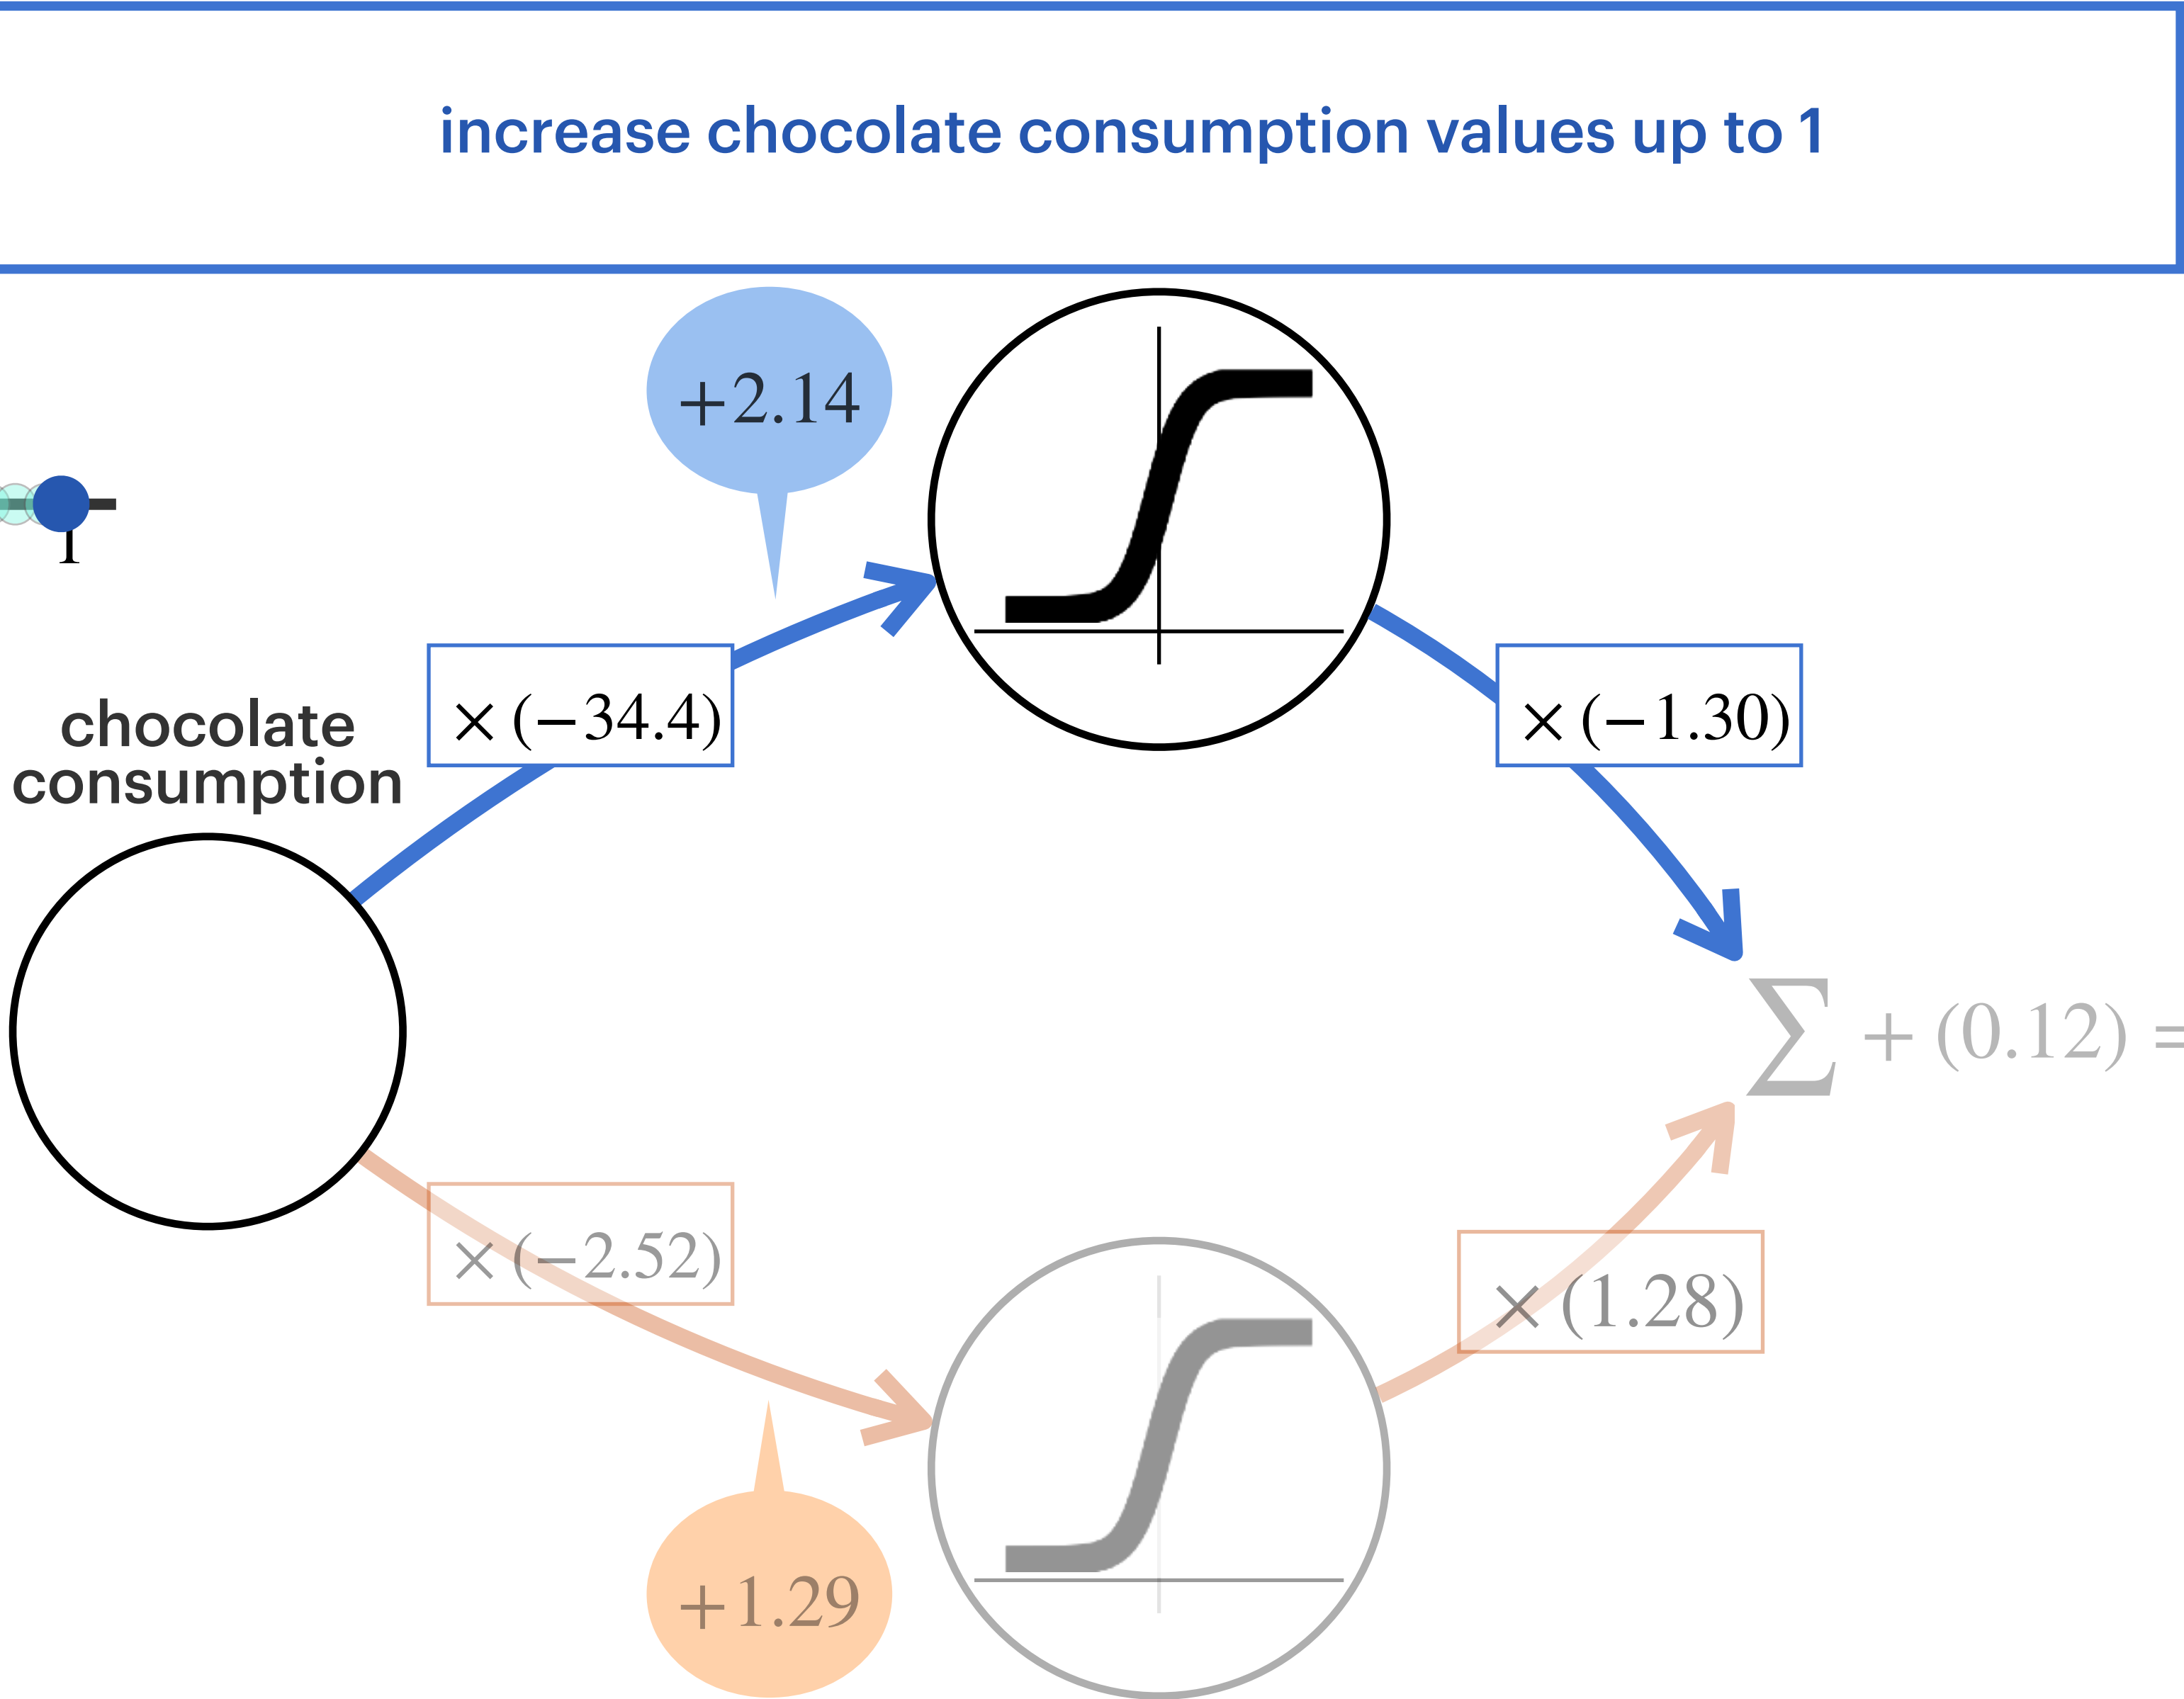 increase chocolate consumption values up to 1
+2.14
1
× (−34.4)
× (−1.30)
chocolate
consumption
Σ + (0.12) =
× (−2.52)
× (1.28)
+1.29